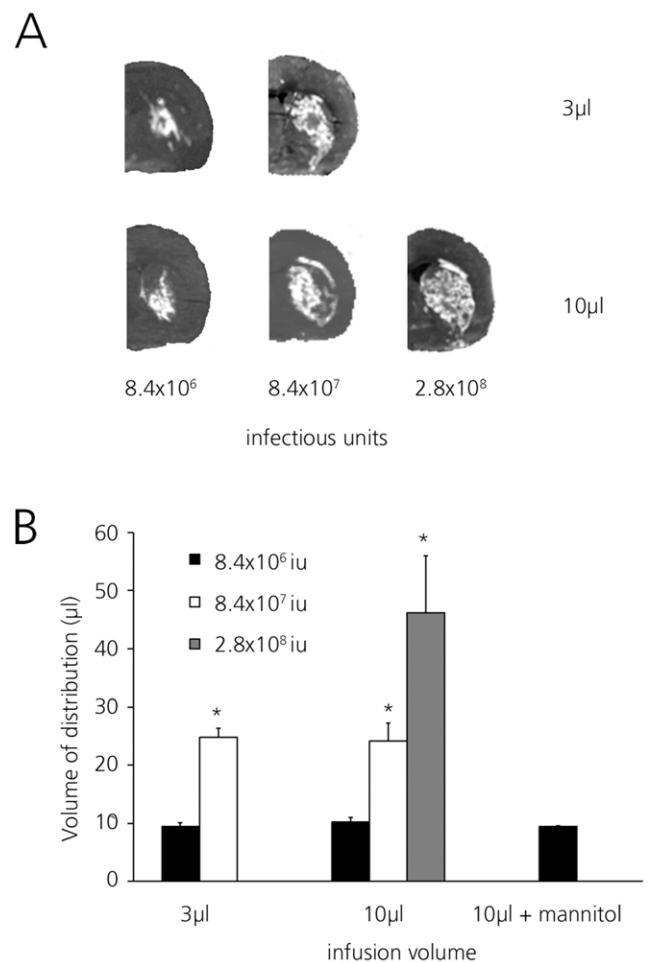 A
3µl
10µl
8.4x10⁶ 8.4x10⁷ 2.8x10⁸
infectious units
B
60
50
40
30
20
10
0
Volume of distribution (µl)
8.4x10⁶ iu
8.4x10⁷ iu
2.8x10⁸ iu
*
*
*
3µl 10µl 10µl + mannitol
infusion volume